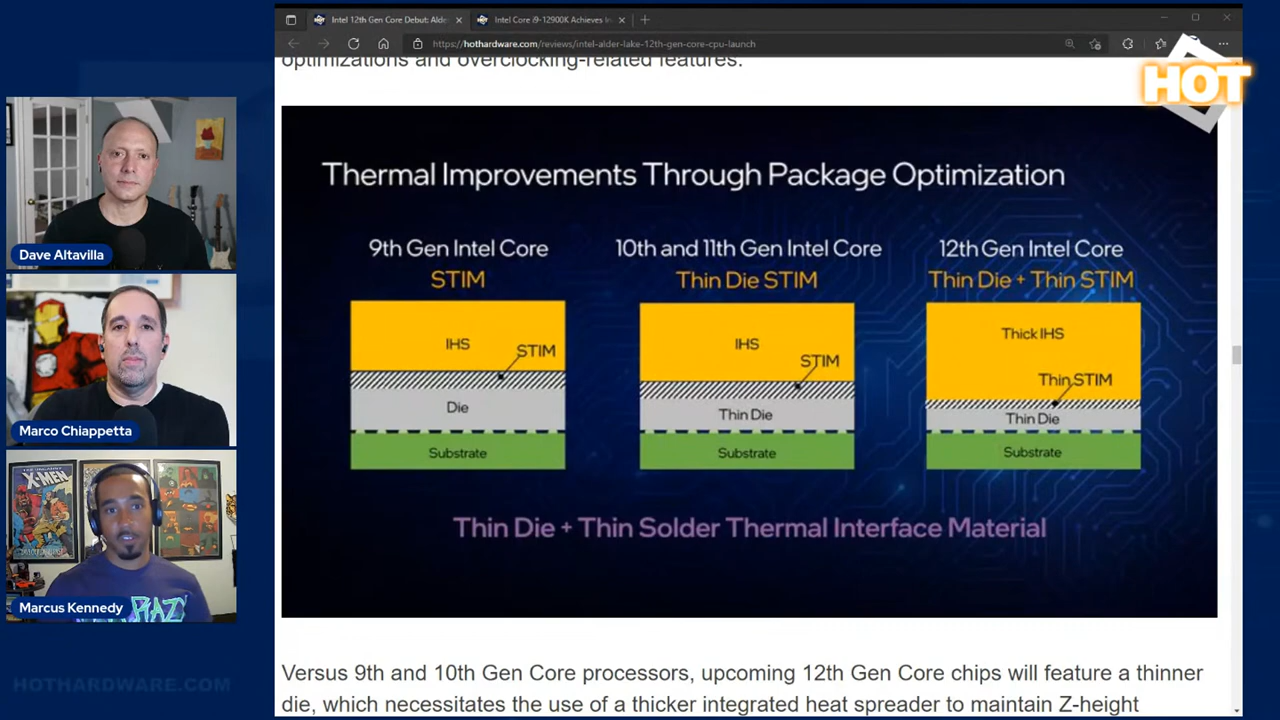 Intel 12th Gen Core Debut: Alde
Intel Core i9-12900K Achieves In
https://hothardware.com/reviews/intel-alder-lake-12th-gen-core-cpu-launch
HOT
optimizations and overclocking-related features.
Thermal Improvements Through Package Optimization
9th Gen Intel Core
STIM
IHS
STIM
Die
Substrate
10th and 11th Gen Intel Core
Thin Die STIM
IHS
STIM
Thin Die
Substrate
12th Gen Intel Core
Thin Die + Thin STIM
Thick IHS
Thin STIM
Thin Die
Substrate
Thin Die + Thin Solder Thermal Interface Material
Versus 9th and 10th Gen Core processors, upcoming 12th Gen Core chips will feature a thinner
die, which necessitates the use of a thicker integrated heat spreader to maintain Z-height
Dave Altavilla
Marco Chiappetta
X-MEN
Marcus Kennedy
HOTHARDWARE.COM